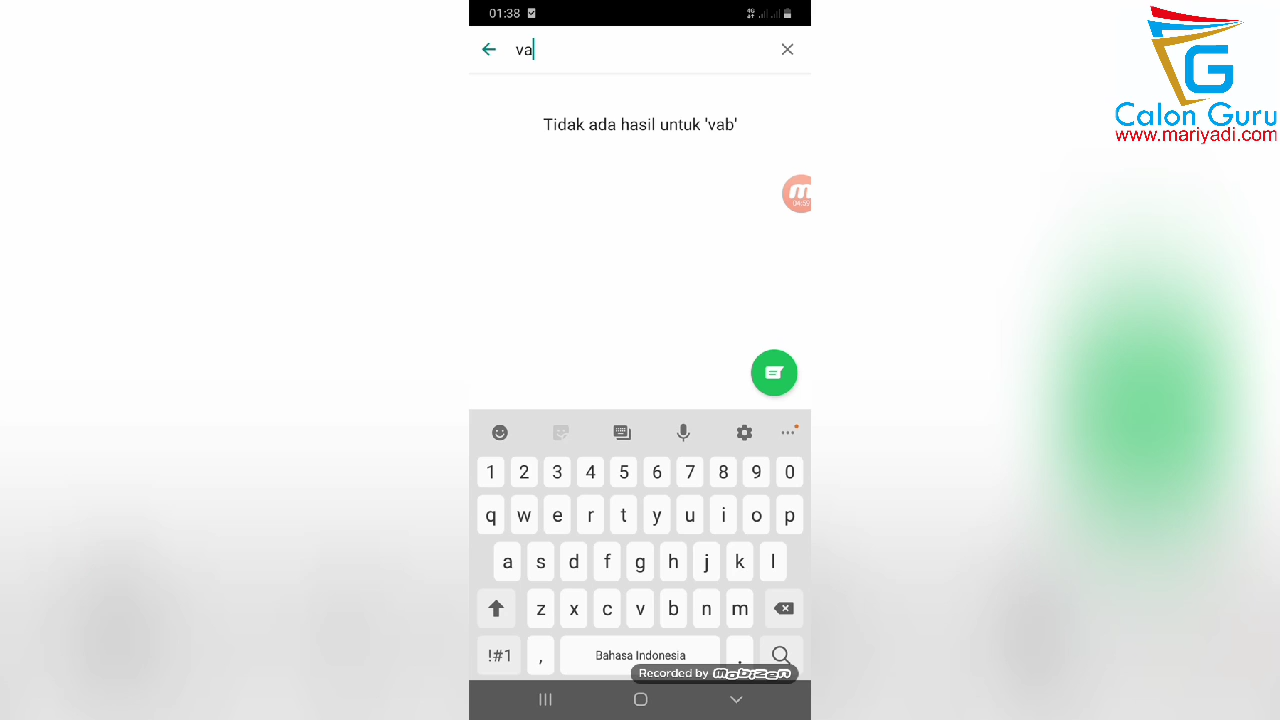 01:38
4G
va
Tidak ada hasil untuk 'vab'
G
Calon Guru
www.mariyadi.com
m
1 2 3 4 5 6 7 8 9 0
q w e r t y u i o p
a s d f g h j k l
z x c v b n m
!#1 , Bahasa Indonesia .
Recorded by mobizen